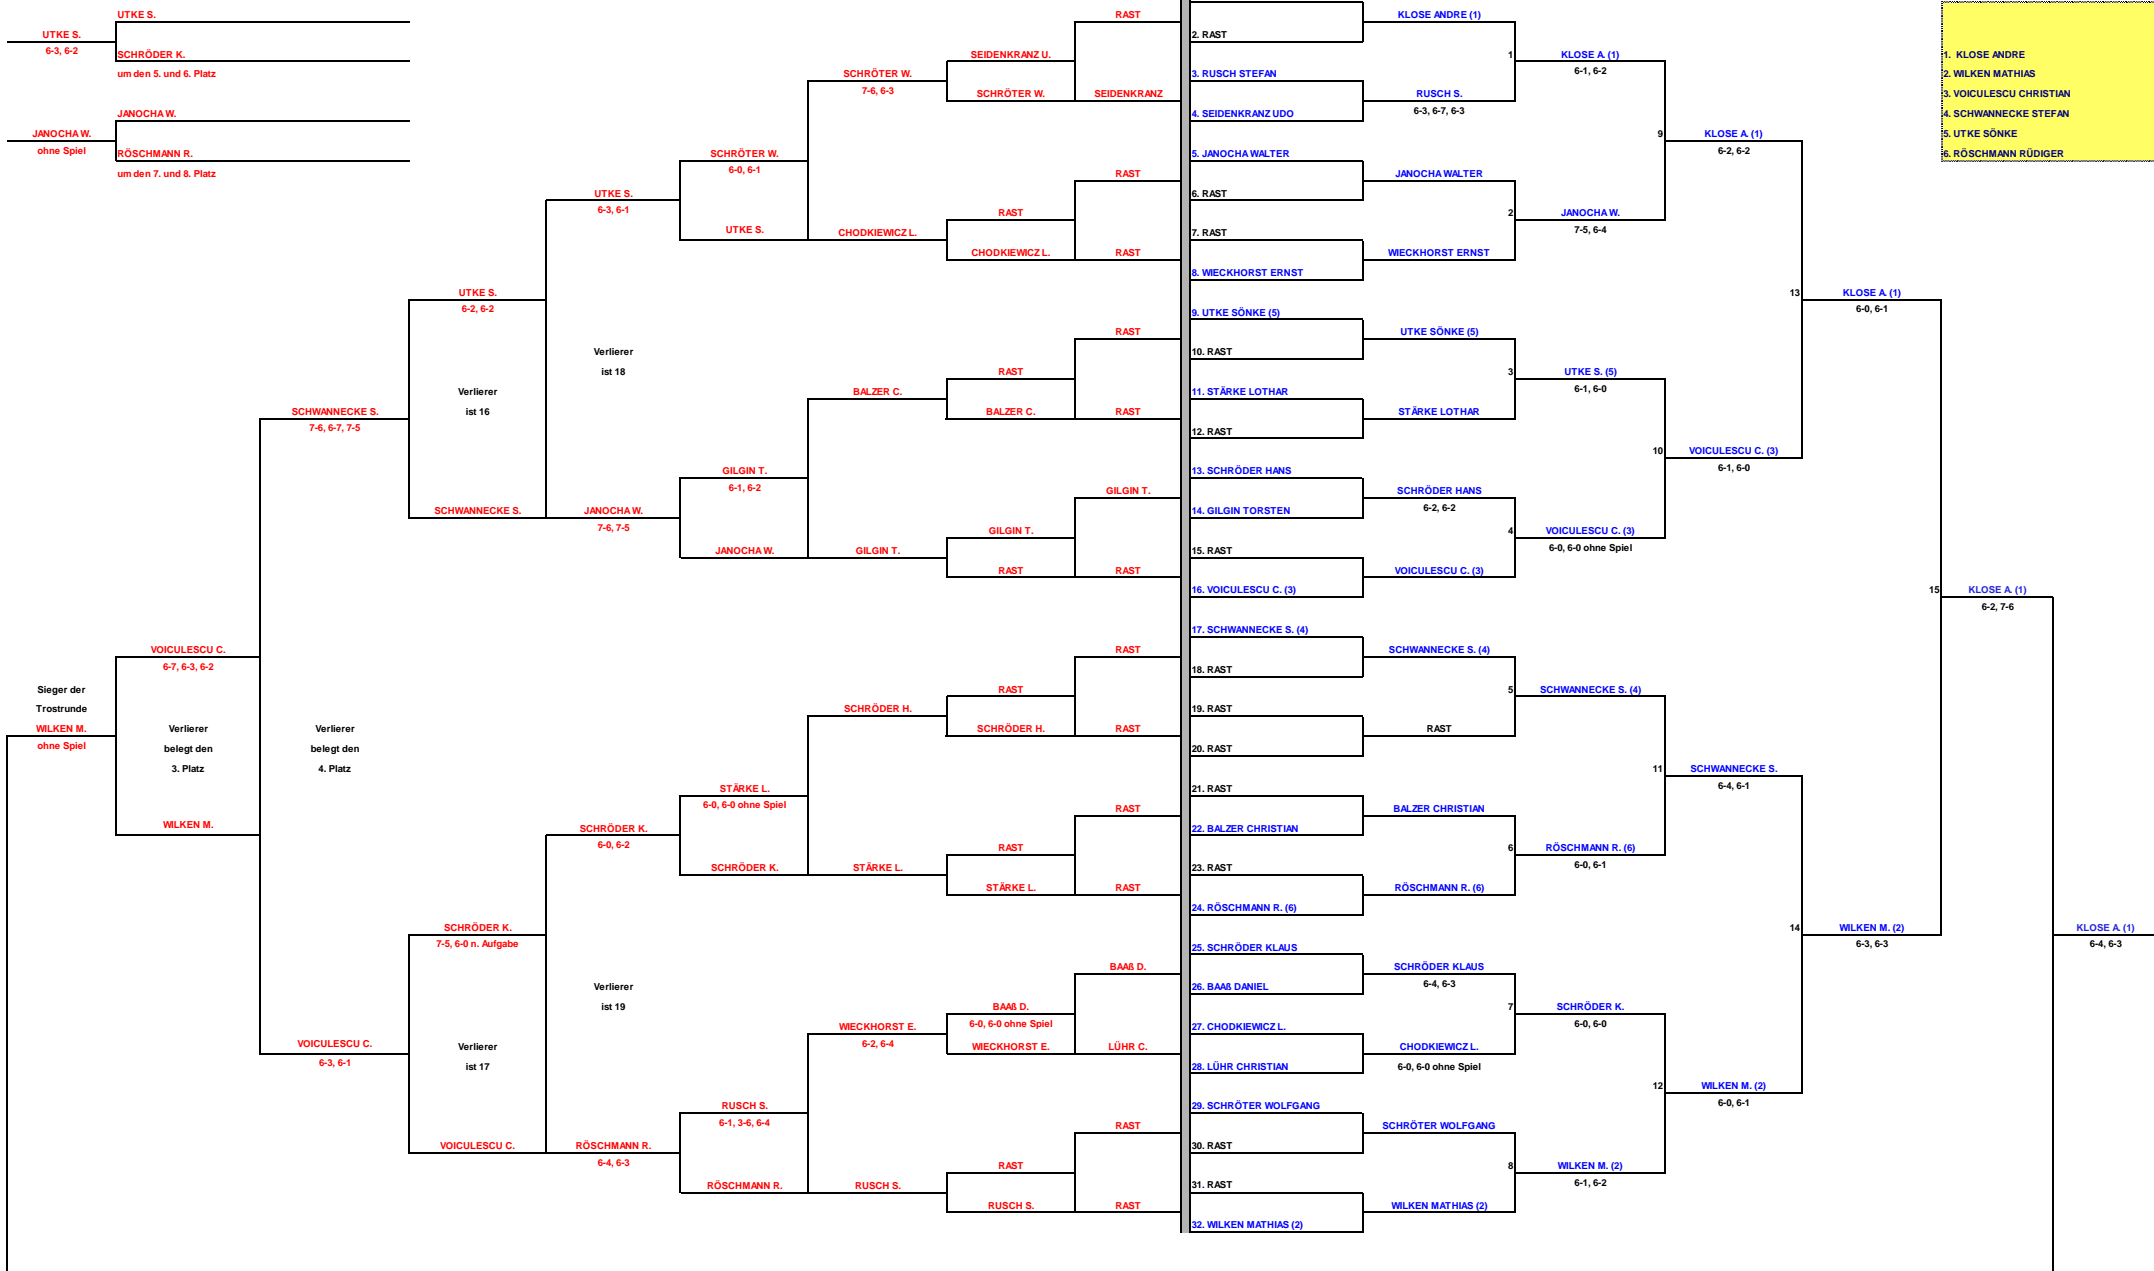 UTKE S.
6-3, 6-2
UTKE S.
SCHRÖDER K.
um den 5. und 6. Platz
JANOCHA W.
ohne Spiel
JANOCHA W.
RÖSCHMANN R.
um den 7. und 8. Platz
Sieger der
Trostrunde
WILKEN M.
ohne Spiel
VOICULESCU C.
6-7, 6-3, 6-2
Verlierer
belegt den
3. Platz
WILKEN M.
SCHWANNECKE S.
7-6, 6-7, 7-5
Verlierer
belegt den
4. Platz
VOICULESCU C.
6-3, 6-1
UTKE S.
6-2, 6-2
Verlierer
ist 16
SCHWANNECKE S.
SCHRÖDER K.
7-5, 6-0 n. Aufgabe
Verlierer
ist 17
VOICULESCU C.
UTKE S.
6-3, 6-1
Verlierer
ist 18
JANOCHA W.
7-6, 7-5
SCHRÖDER K.
6-0, 6-2
Verlierer
ist 19
RÖSCHMANN R.
6-4, 6-3
SCHRÖTER W.
6-0, 6-1
UTKE S.
GILGIN T.
6-1, 6-2
JANOCHA W.
STÄRKE L.
6-0, 6-0 ohne Spiel
SCHRÖDER K.
RUSCH S.
6-1, 3-6, 6-4
RÖSCHMANN R.
SCHRÖTER W.
7-6, 6-3
CHODKIEWICZ L.
BALZER C.
GILGIN T.
SCHRÖDER H.
STÄRKE L.
WIECKHORST E.
6-2, 6-4
RUSCH S.
SEIDENKRANZ U.
SCHRÖTER W.
RAST
CHODKIEWICZ L.
RAST
BALZER C.
GILGIN T.
RAST
RAST
SCHRÖDER H.
RAST
STÄRKE L.
BAAß D.
6-0, 6-0 ohne Spiel
WIECKHORST E.
RAST
RUSCH S.
RAST
SEIDENKRANZ
RAST
RAST
RAST
RAST
GILGIN T.
RAST
RAST
RAST
RAST
RAST
BAAß D.
LÜHR C.
RAST
RAST
2. RAST
3. RUSCH STEFAN
4. SEIDENKRANZ UDO
5. JANOCHA WALTER
6. RAST
7. RAST
8. WIECKHORST ERNST
9. UTKE SÖNKE (5)
10. RAST
11. STÄRKE LOTHAR
12. RAST
13. SCHRÖDER HANS
14. GILGIN TORSTEN
15. RAST
16. VOICULESCU C. (3)
17. SCHWANNECKE S. (4)
18. RAST
19. RAST
20. RAST
21. RAST
22. BALZER CHRISTIAN
23. RAST
24. RÖSCHMANN R. (6)
25. SCHRÖDER KLAUS
26. BAAß DANIEL
27. CHODKIEWICZ L.
28. LÜHR CHRISTIAN
29. SCHRÖTER WOLFGANG
30. RAST
31. RAST
32. WILKEN MATHIAS (2)
KLOSE ANDRE (1)
RUSCH S.
6-3, 6-7, 6-3
JANOCHA WALTER
WIECKHORST ERNST
UTKE SÖNKE (5)
STÄRKE LOTHAR
SCHRÖDER HANS
6-2, 6-2
VOICULESCU C. (3)
SCHWANNECKE S. (4)
RAST
BALZER CHRISTIAN
RÖSCHMANN R. (6)
SCHRÖDER KLAUS
6-4, 6-3
CHODKIEWICZ L.
6-0, 6-0 ohne Spiel
SCHRÖTER WOLFGANG
WILKEN MATHIAS (2)
1
KLOSE A. (1)
6-1, 6-2
2
JANOCHA W.
7-5, 6-4
3
UTKE S. (5)
6-1, 6-0
4
VOICULESCU C. (3)
6-0, 6-0 ohne Spiel
5
SCHWANNECKE S. (4)
6
RÖSCHMANN R. (6)
6-0, 6-1
7
SCHRÖDER K.
6-0, 6-0
8
WILKEN M. (2)
6-1, 6-2
9
KLOSE A. (1)
6-2, 6-2
10
VOICULESCU C. (3)
6-1, 6-0
11
SCHWANNECKE S.
6-4, 6-1
12
WILKEN M. (2)
6-0, 6-1
13
KLOSE A. (1)
6-0, 6-1
14
WILKEN M. (2)
6-3, 6-3
15
KLOSE A. (1)
6-2, 7-6
KLOSE A. (1)
6-4, 6-3
1. KLOSE ANDRE
2. WILKEN MATHIAS
3. VOICULESCU CHRISTIAN
4. SCHWANNECKE STEFAN
5. UTKE SÖNKE
6. RÖSCHMANN RÜDIGER